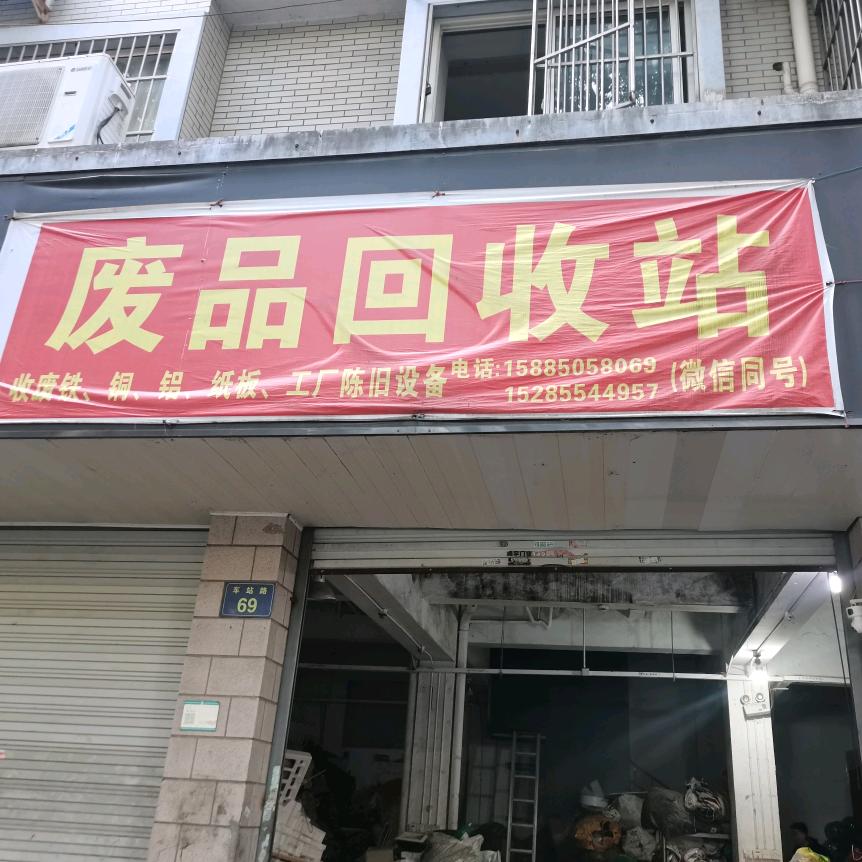 废品回收站
收废铁、铜、铝、纸板、工厂陈旧设备 电话:15885058069 (微信同号)
15285544957
车站路
69